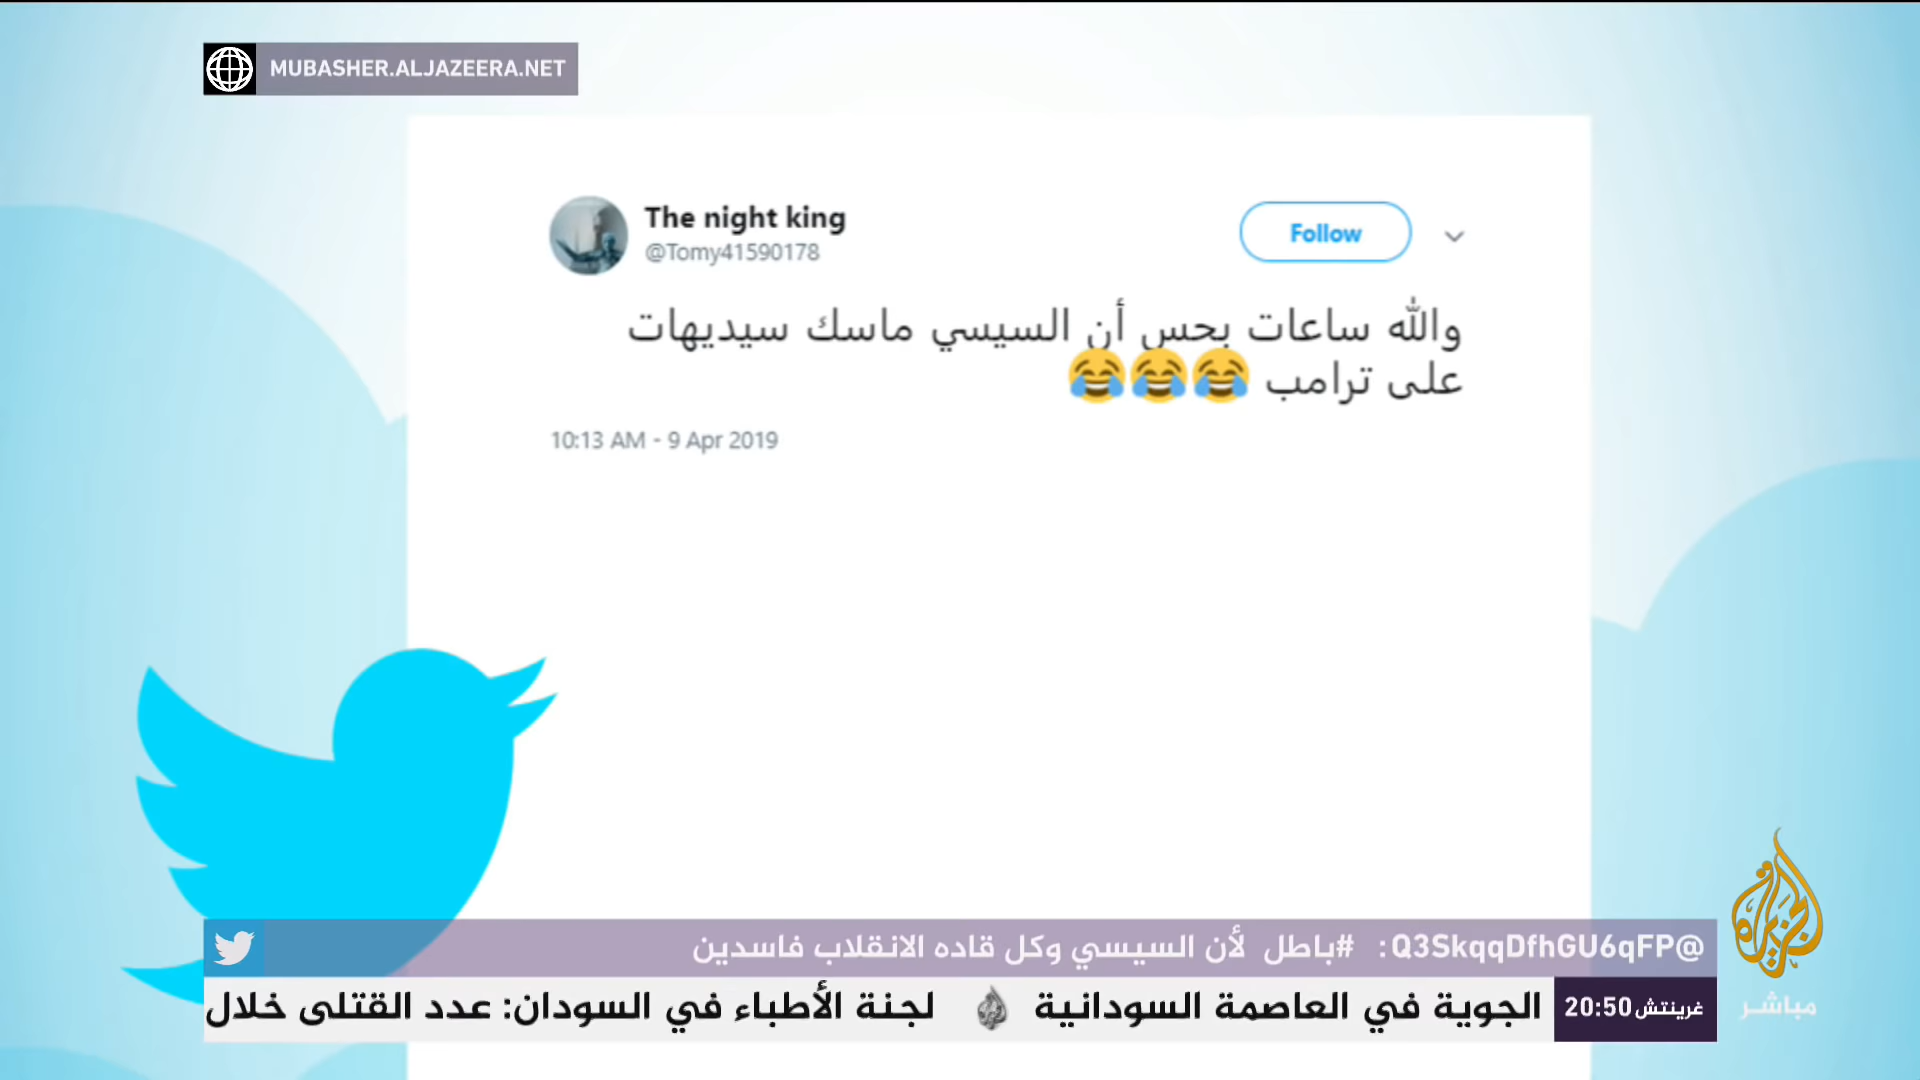 MUBASHER.ALJAZEERA.NET
The night king
@Tomy41590178
Follow
والله ساعات بحس أن السيسي ماسك سيديهات
على ترامب 😂😂😂
10:13 AM - 9 Apr 2019
@Q3SkqqDfhGU6qFP: #باطل لأن السيسي وكل قاده الانقلاب فاسدين
20:50 غرينتش
الجوية في العاصمة السودانية لجنة الأطباء في السودان: عدد القتلى خلال
الجزيرة
مباشر